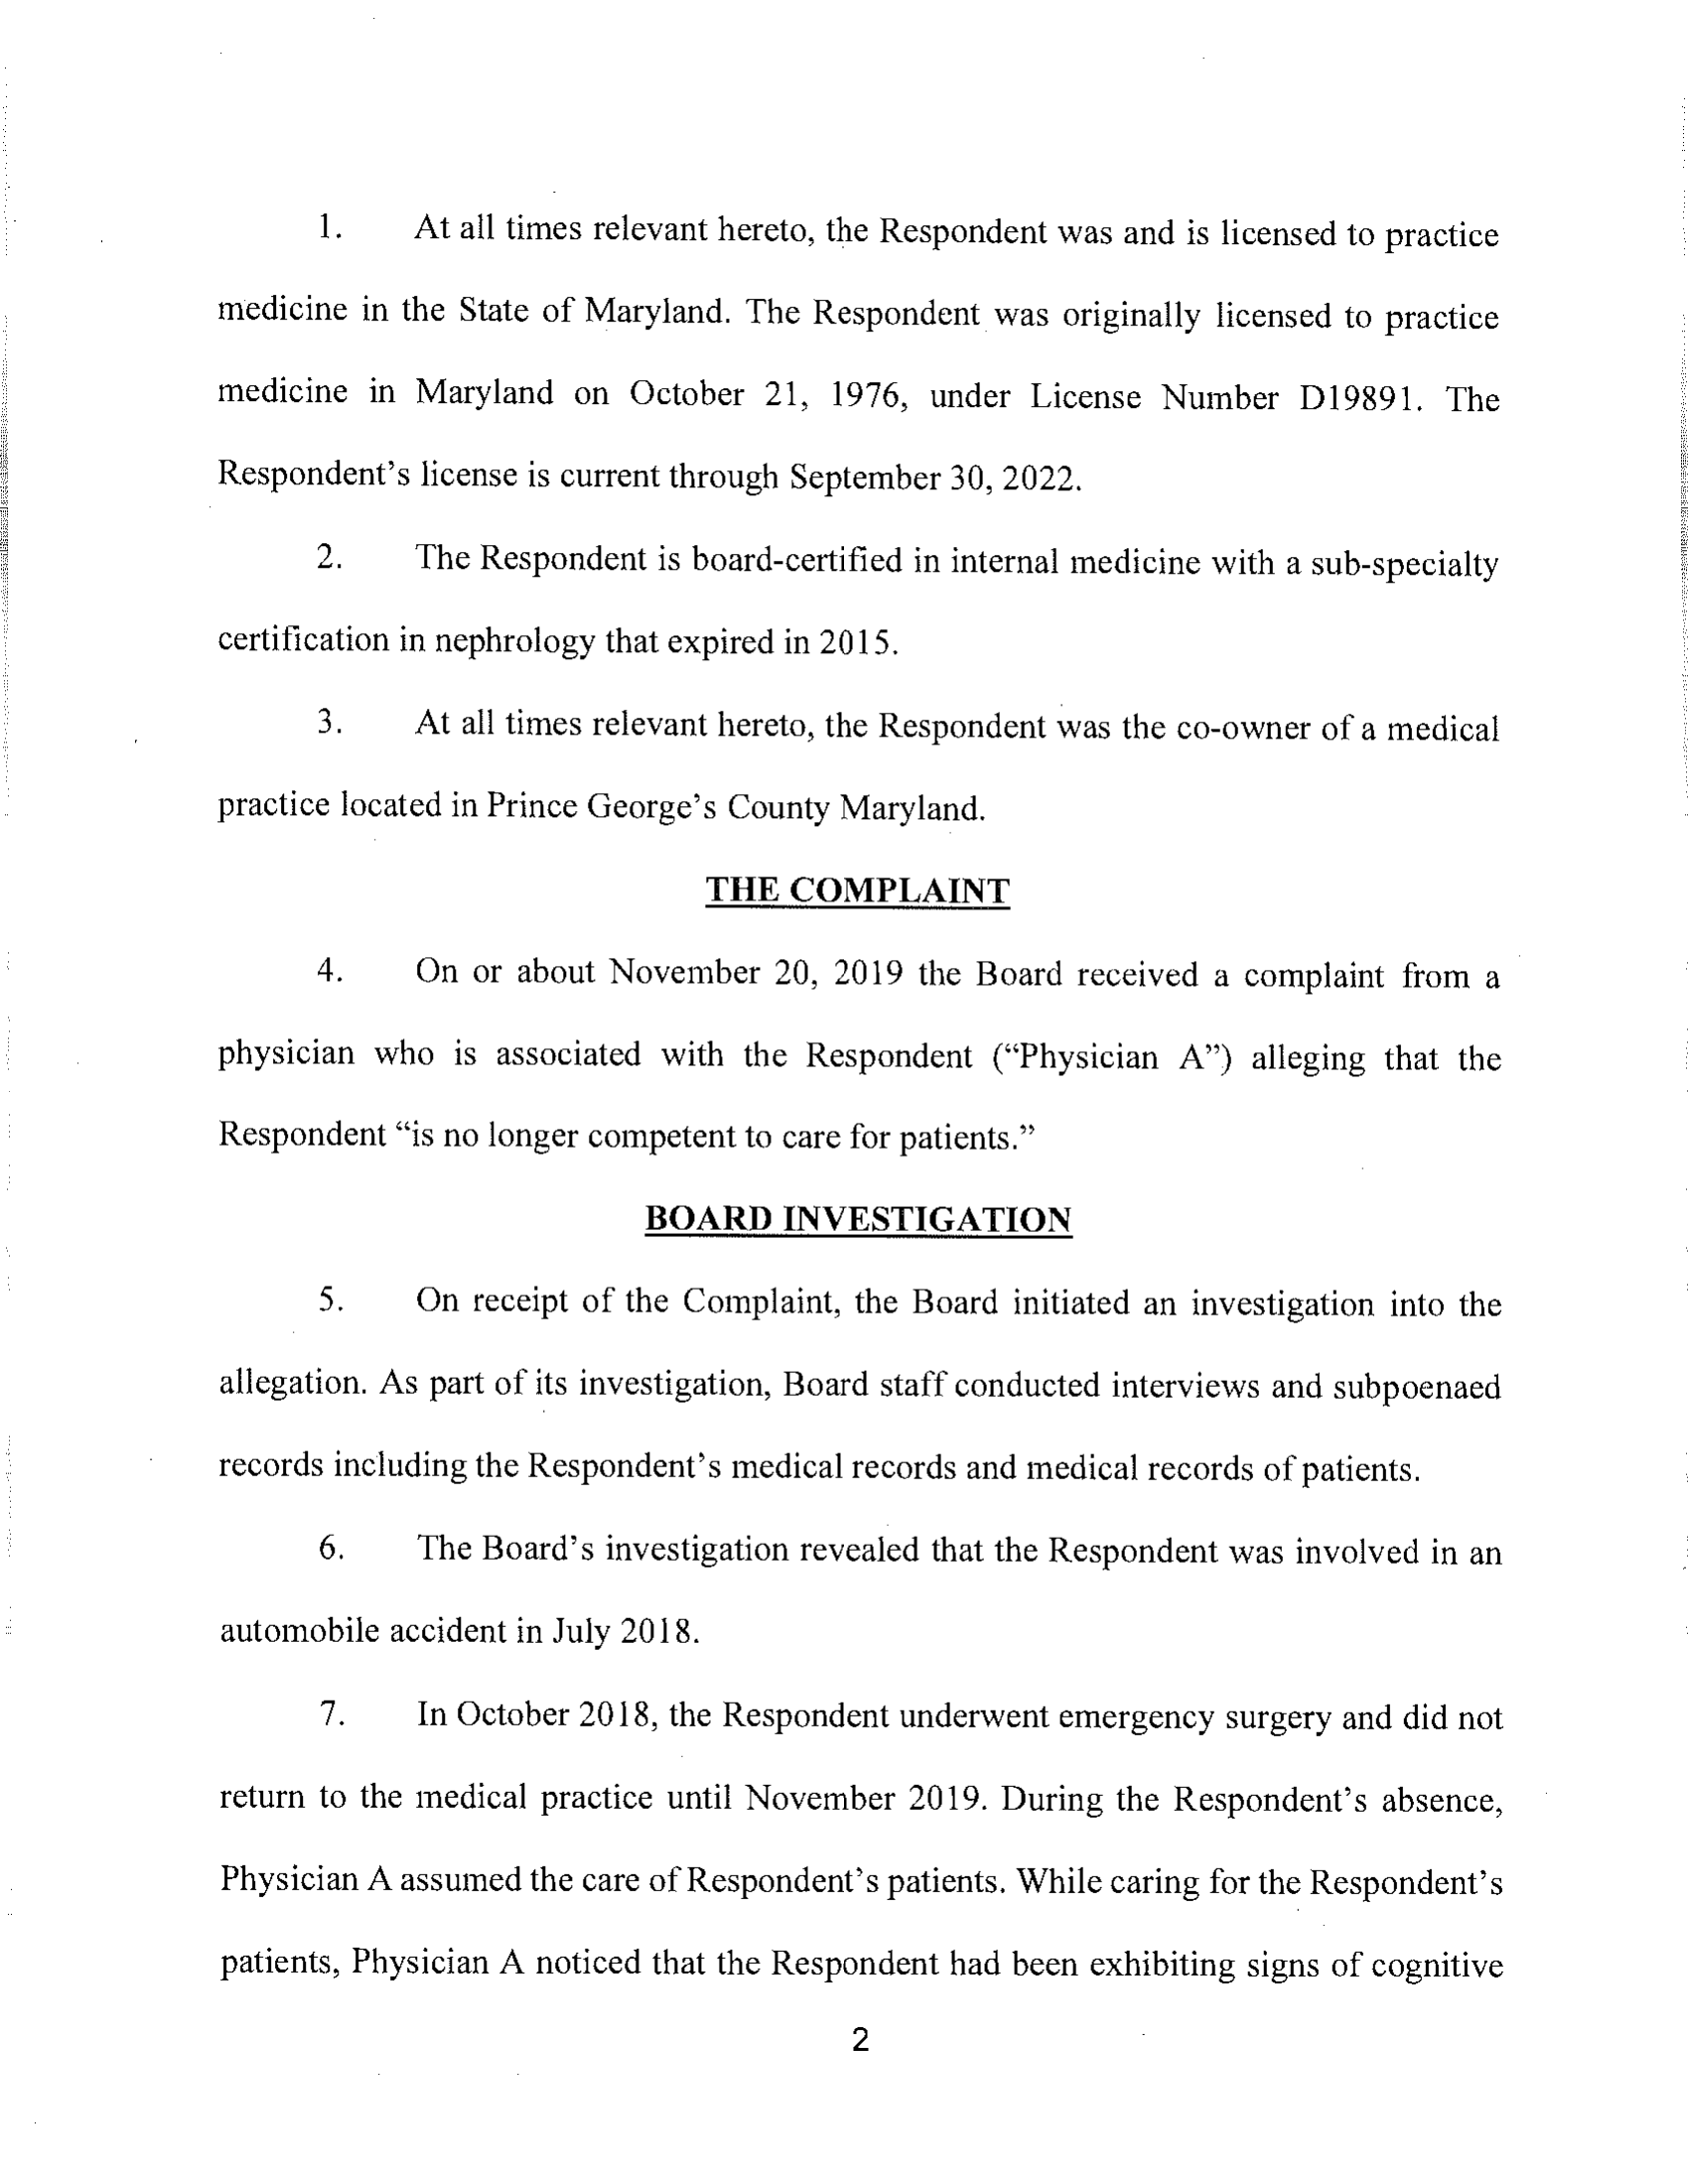 1. At all times relevant hereto, the Respondent was and is licensed to practice
medicine in the State of Maryland. The Respondent was originally licensed to practice
medicine in Maryland on October 21, 1976, under License Number D19891. The
Respondent's license is current through September 30, 2022.
2. The Respondent is board-certified in internal medicine with a sub-specialty
certification in nephrology that expired in 2015.
3. At all times relevant hereto, the Respondent was the co-owner of a medical
practice located in Prince George's County Maryland.
THE COMPLAINT
4. On or about November 20, 2019 the Board received a complaint from a
physician who is associated with the Respondent (“Physician A”) alleging that the
Respondent “is no longer competent to care for patients.”
BOARD INVESTIGATION
5. On receipt of the Complaint, the Board initiated an investigation into the
allegation. As part of its investigation, Board staff conducted interviews and subpoenaed
records including the Respondent's medical records and medical records of patients.
6. The Board's investigation revealed that the Respondent was involved in an
automobile accident in July 2018.
7. In October 2018, the Respondent underwent emergency surgery and did not
return to the medical practice until November 2019. During the Respondent's absence,
Physician A assumed the care of Respondent's patients. While caring for the Respondent's
patients, Physician A noticed that the Respondent had been exhibiting signs of cognitive
2